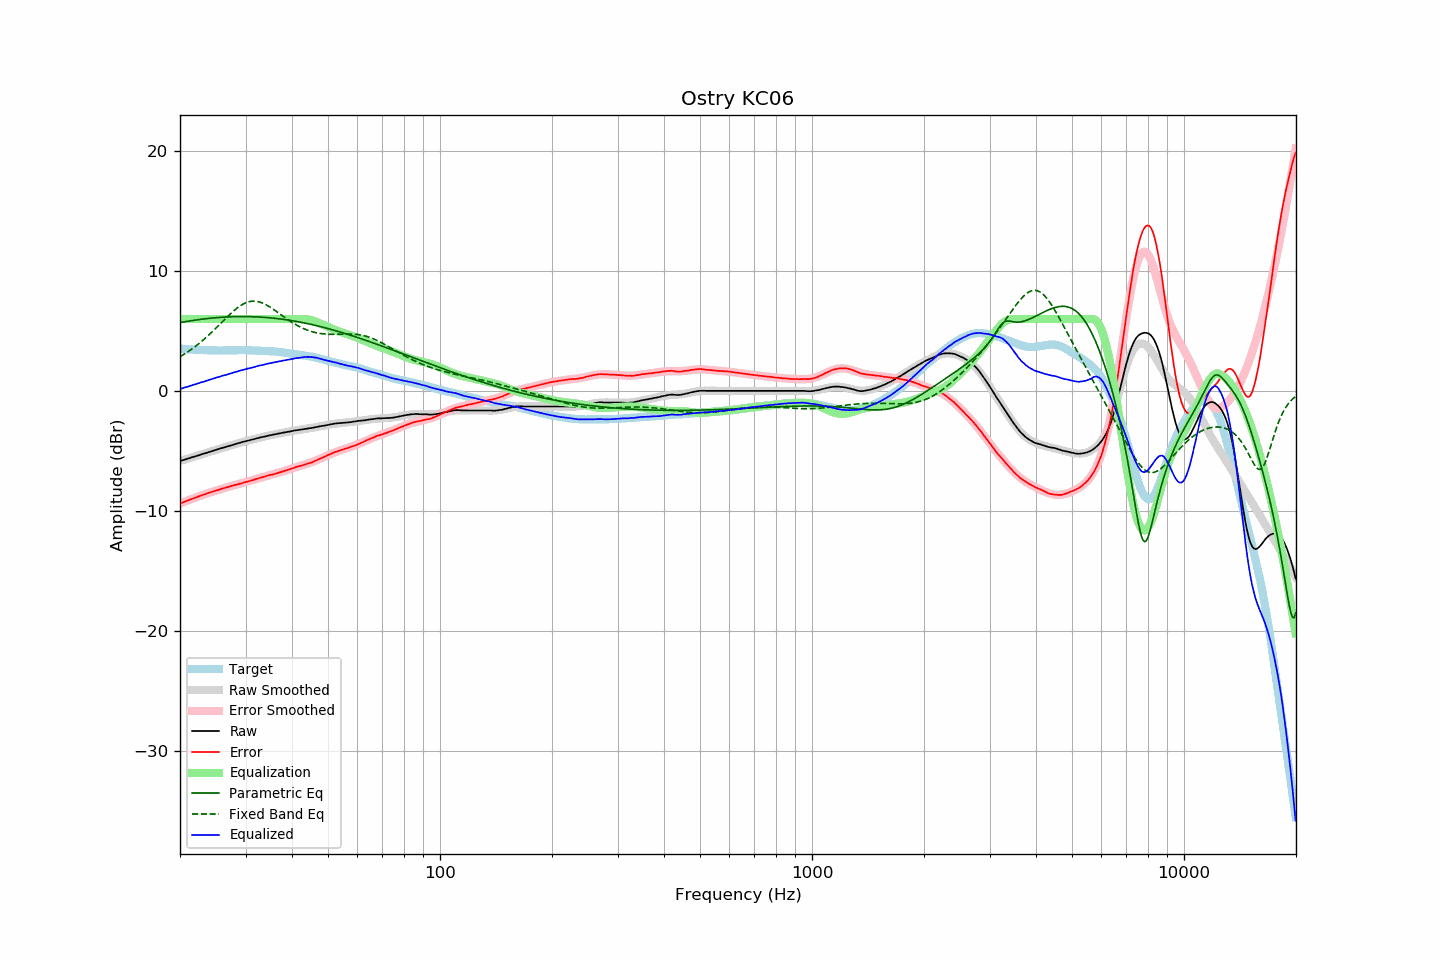 Ostry KC06
Amplitude (dBr)
20
10
0
−10
−20
−30
Target
Raw Smoothed
Error Smoothed
Raw
Error
Equalization
Parametric Eq
Fixed Band Eq
Equalized
100
1000
10000
Frequency (Hz)